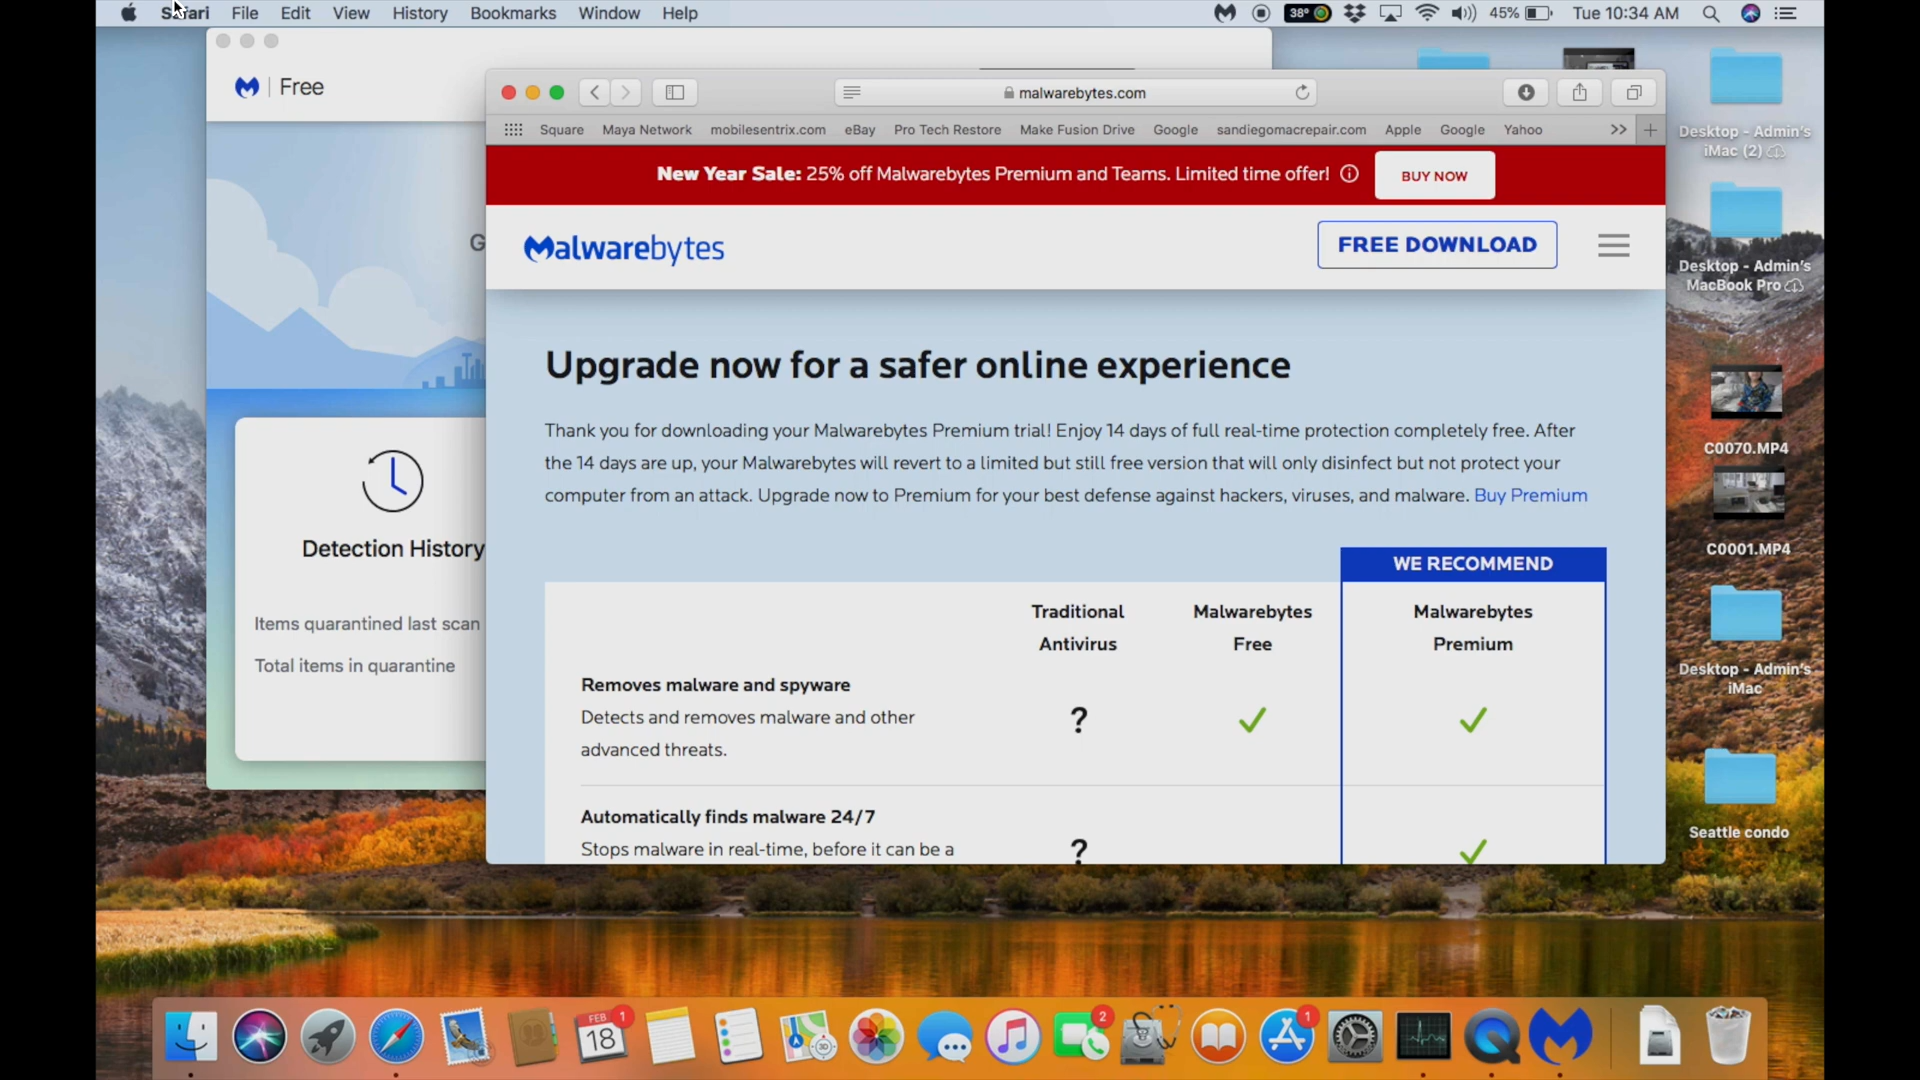 Safari File Edit View History Bookmarks Window Help 38° 45% Tue 10:34 AM
Free
malwarebytes.com
Square Maya Network mobilesentrix.com eBay Pro Tech Restore Make Fusion Drive Google sandiegomacrepair.com Apple Google Yahoo
New Year Sale: 25% off Malwarebytes Premium and Teams. Limited time offer! BUY NOW
Malwarebytes
FREE DOWNLOAD
G
Upgrade now for a safer online experience
Thank you for downloading your Malwarebytes Premium trial! Enjoy 14 days of full real-time protection completely free. After
the 14 days are up, your Malwarebytes will revert to a limited but still free version that will only disinfect but not protect your
computer from an attack. Upgrade now to Premium for your best defense against hackers, viruses, and malware. Buy Premium
WE RECOMMEND
Traditional
Antivirus
Malwarebytes
Free
Malwarebytes
Premium
Removes malware and spyware
Detects and removes malware and other
advanced threats.
?
Automatically finds malware 24/7
Stops malware in real-time, before it can be a
?
Detection History
Items quarantined last scan
Total items in quarantine
Desktop - Admin's
iMac (2)
Desktop - Admin's
MacBook Pro
C0070.MP4
C0001.MP4
Desktop - Admin's
iMac
Seattle condo
FEB
18
1
3D
2
1